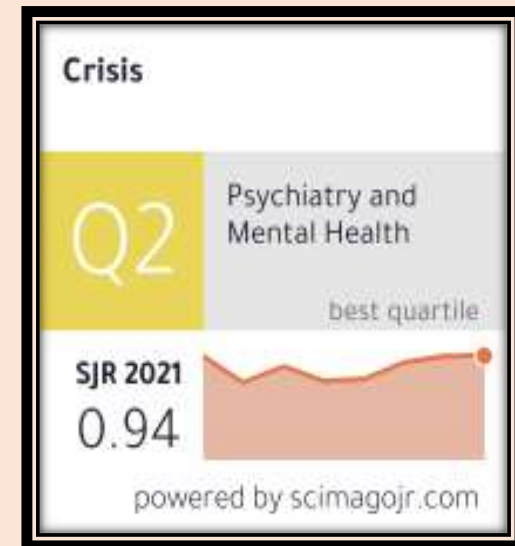 Crisis
Q2
Psychiatry and
Mental Health
best quartile
SJR 2021
0.94
powered by scimagojr.com